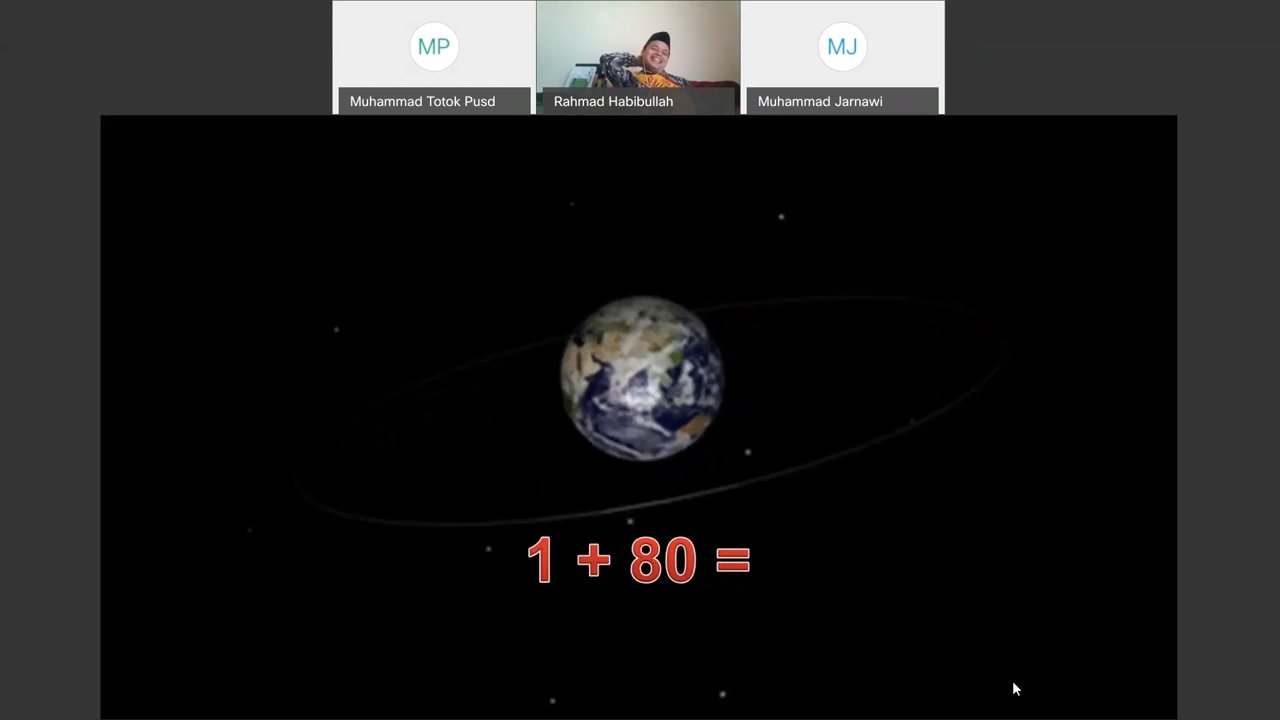 MP
MJ
Muhammad Totok Pusd
Rahmad Habibullah
Muhammad Jarnawi
1 + 80 =